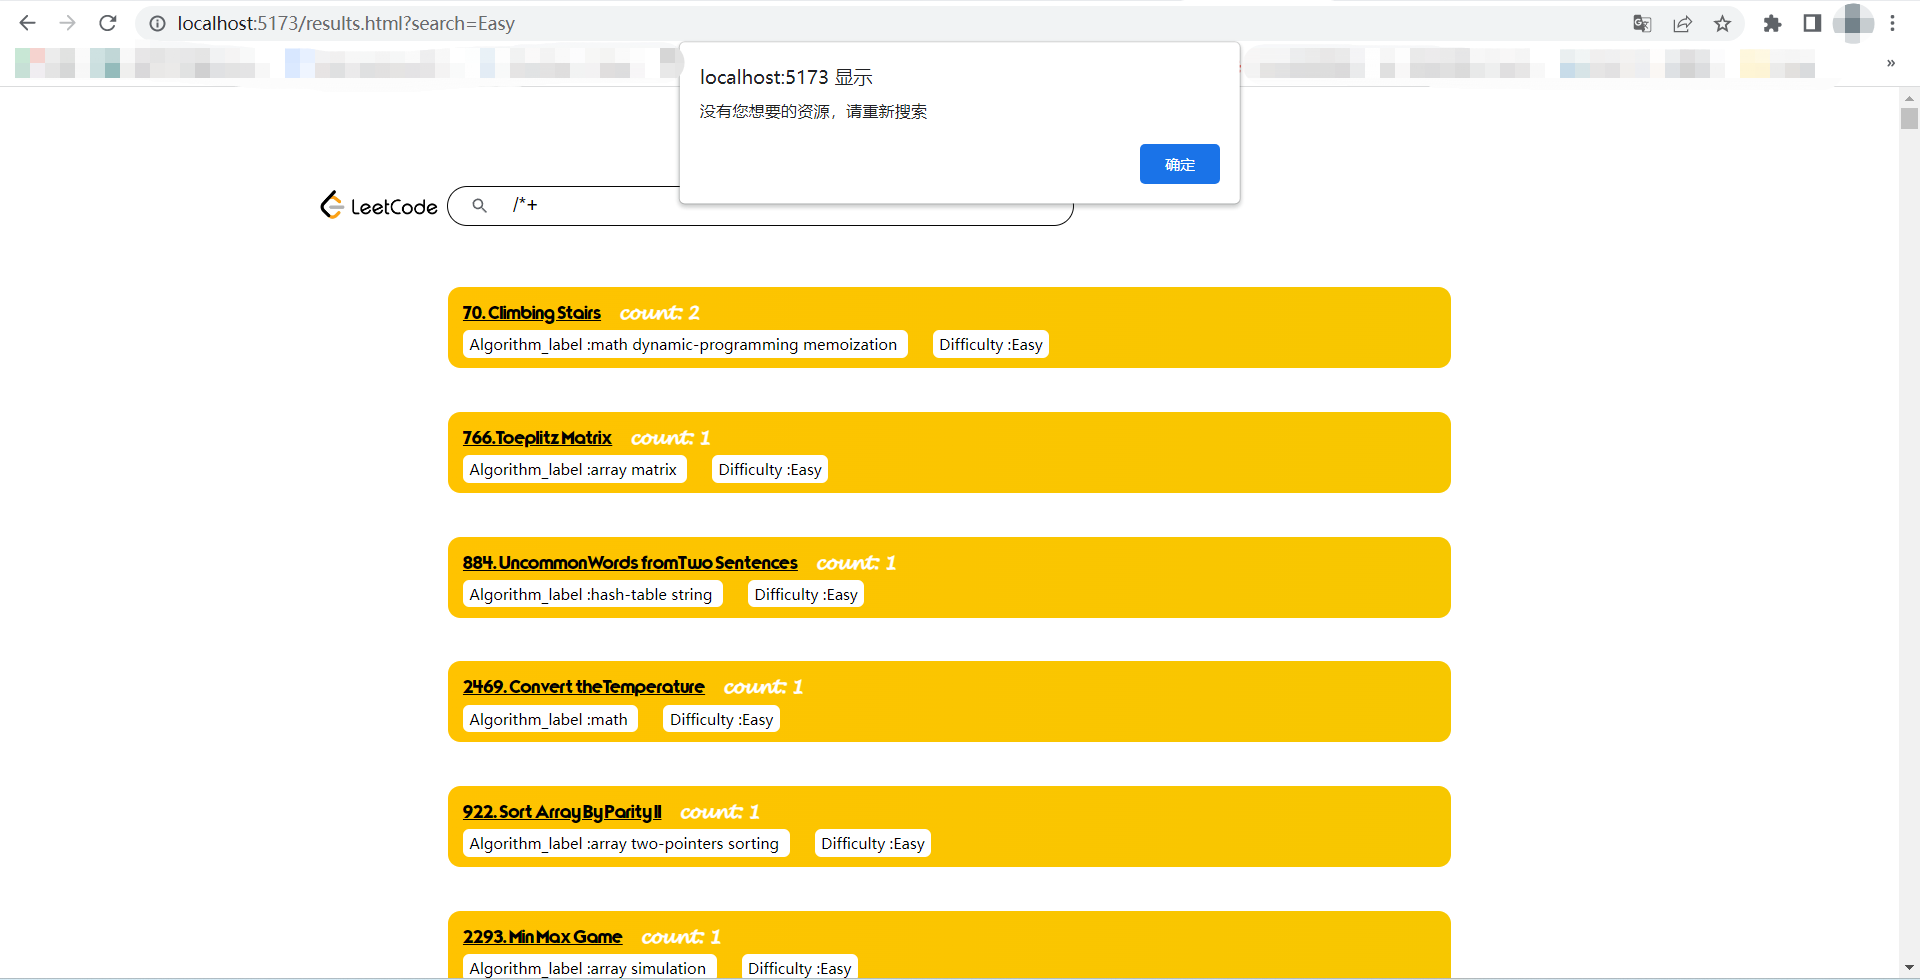 localhost:5173/results.html?search=Easy
localhost:5173 显示
没有您想要的资源，请重新搜索
确定
LeetCode
/*+
70. Climbing Stairs count: 2
Algorithm_label :math dynamic-programming memoization Difficulty :Easy
766. Toeplitz Matrix count: 1
Algorithm_label :array matrix Difficulty :Easy
884. Uncommon Words from Two Sentences count: 1
Algorithm_label :hash-table string Difficulty :Easy
2469. Convert the Temperature count: 1
Algorithm_label :math Difficulty :Easy
922. Sort Array By Parity II count: 1
Algorithm_label :array two-pointers sorting Difficulty :Easy
2293. Min Max Game count: 1
Algorithm_label :array simulation Difficulty :Easy